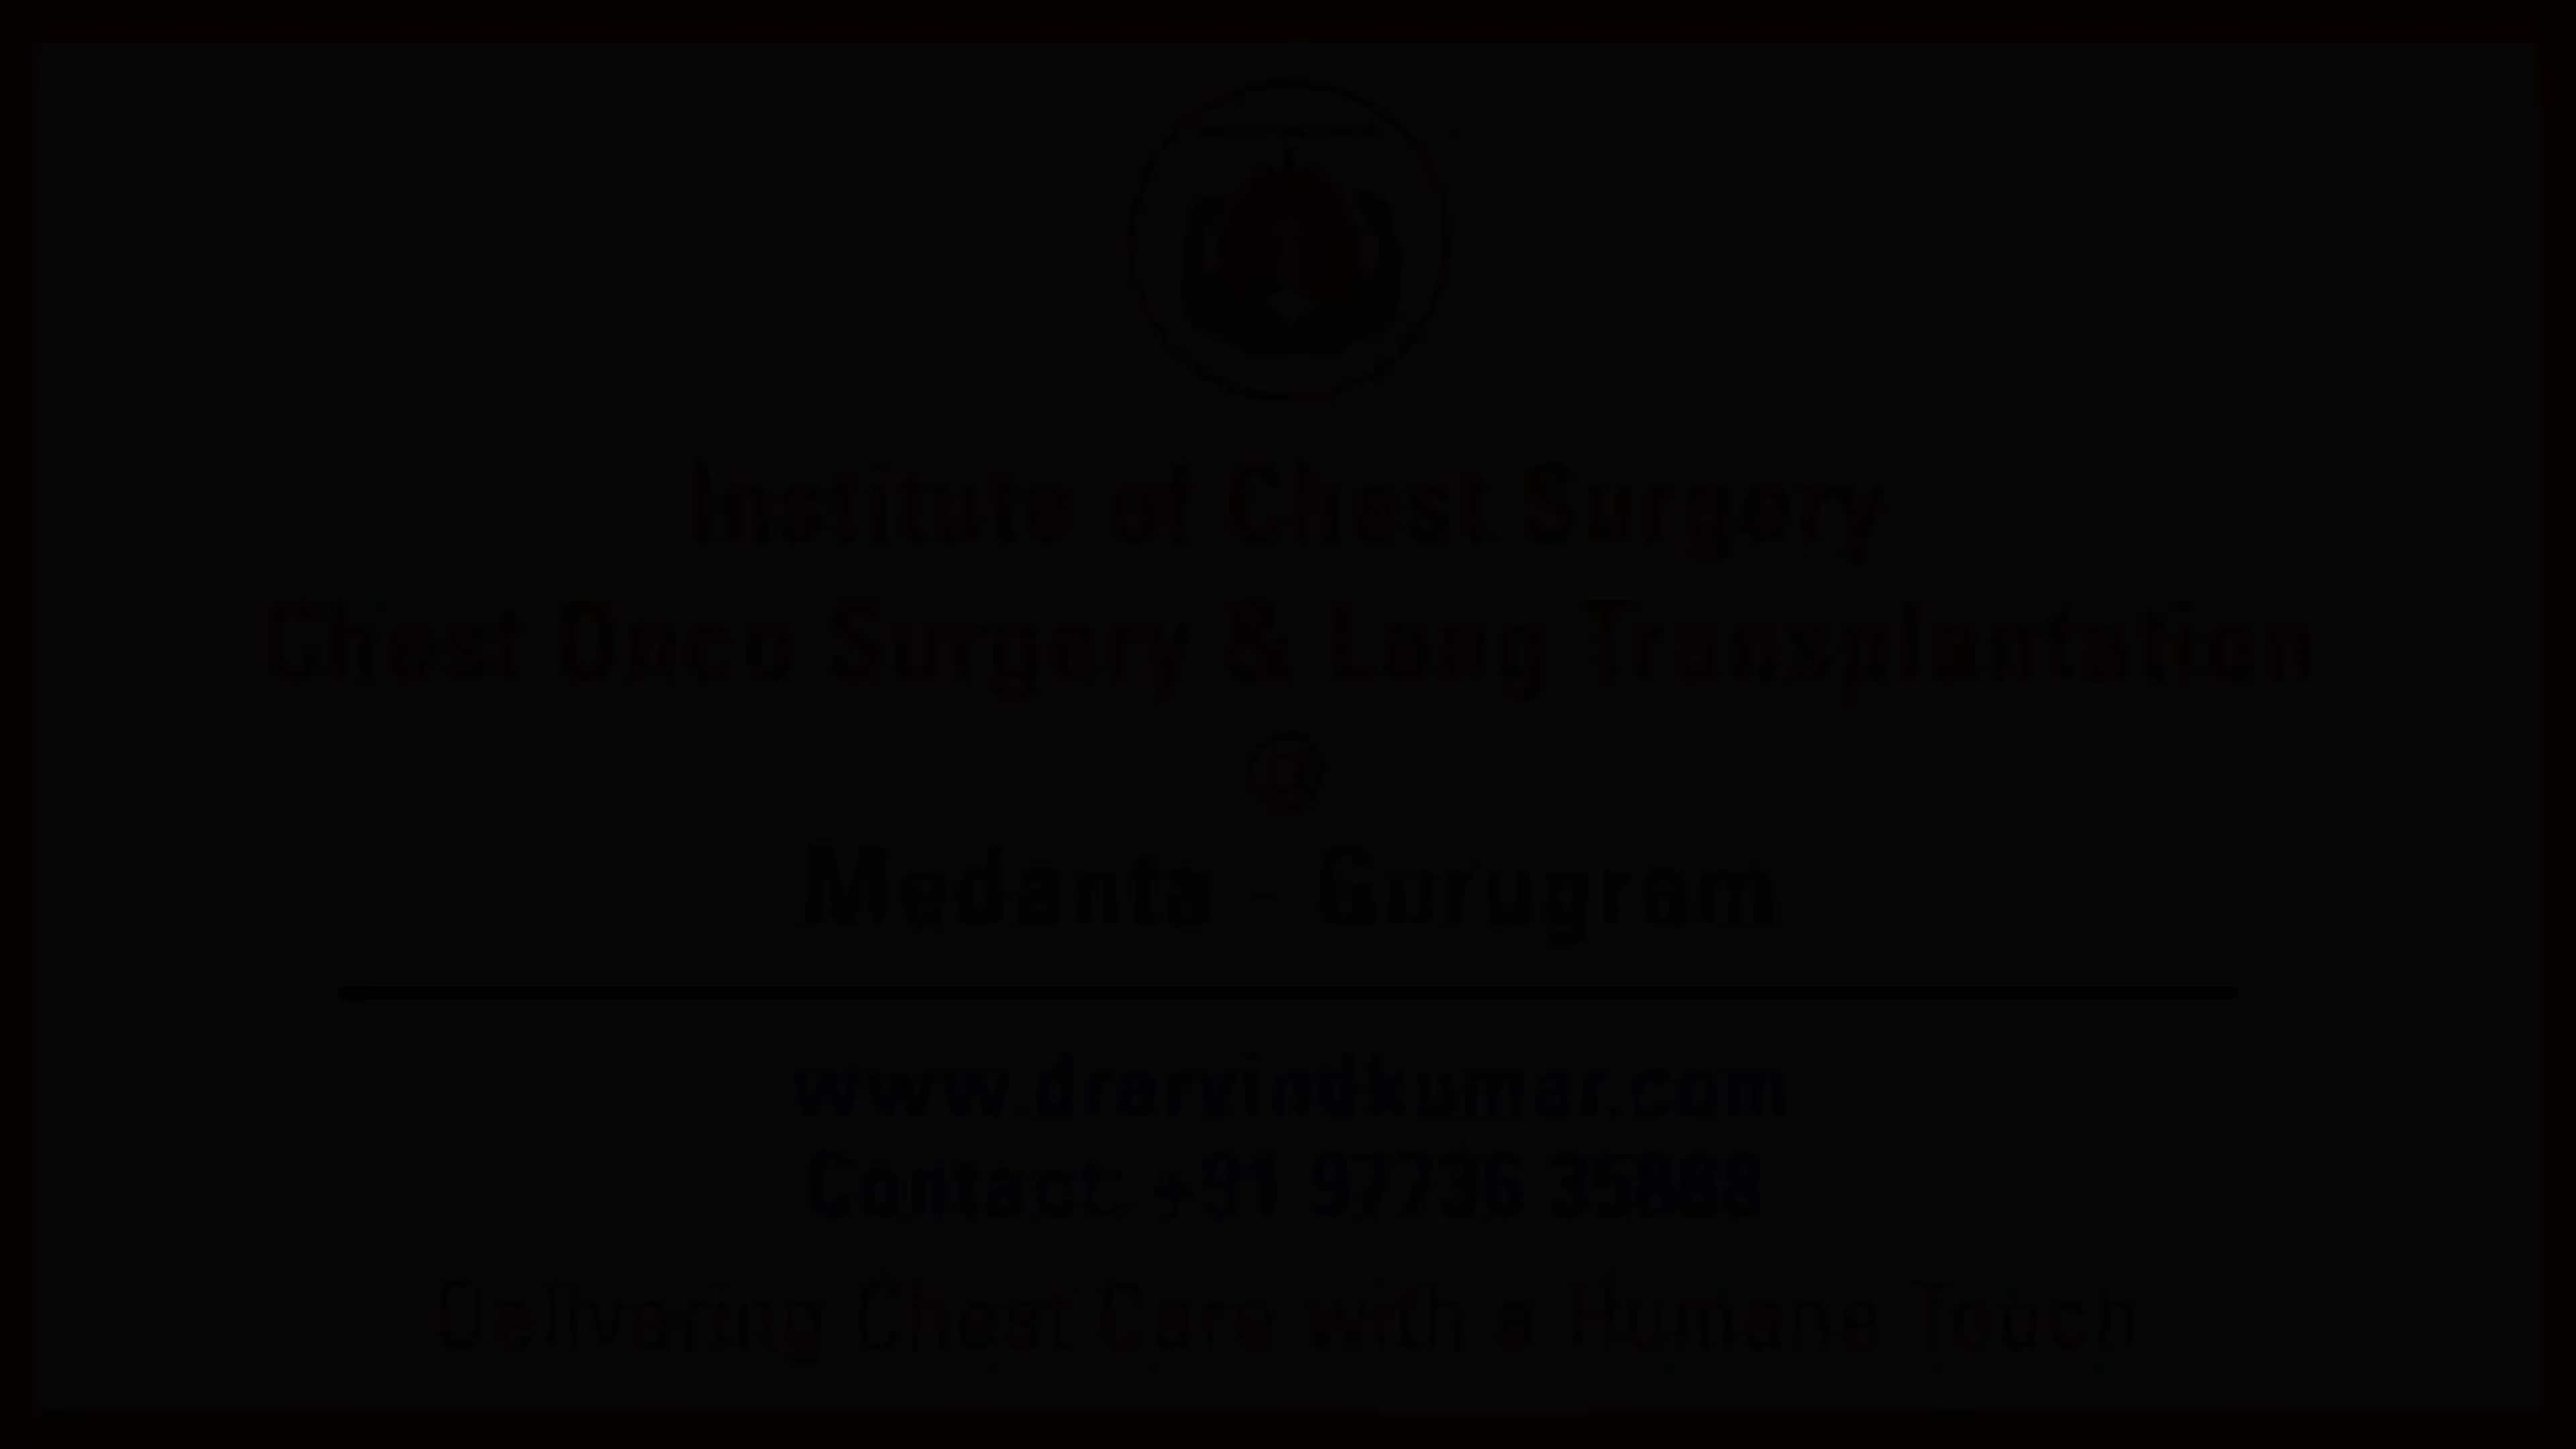 Institute of Chest Surgery
Chest Onco Surgery & Lung Transplantation
@
Medanta - Gurugram
www.drarvindkumar.com
Contact: +91 97736 35888
Delivering Chest Care with a Humane Touch